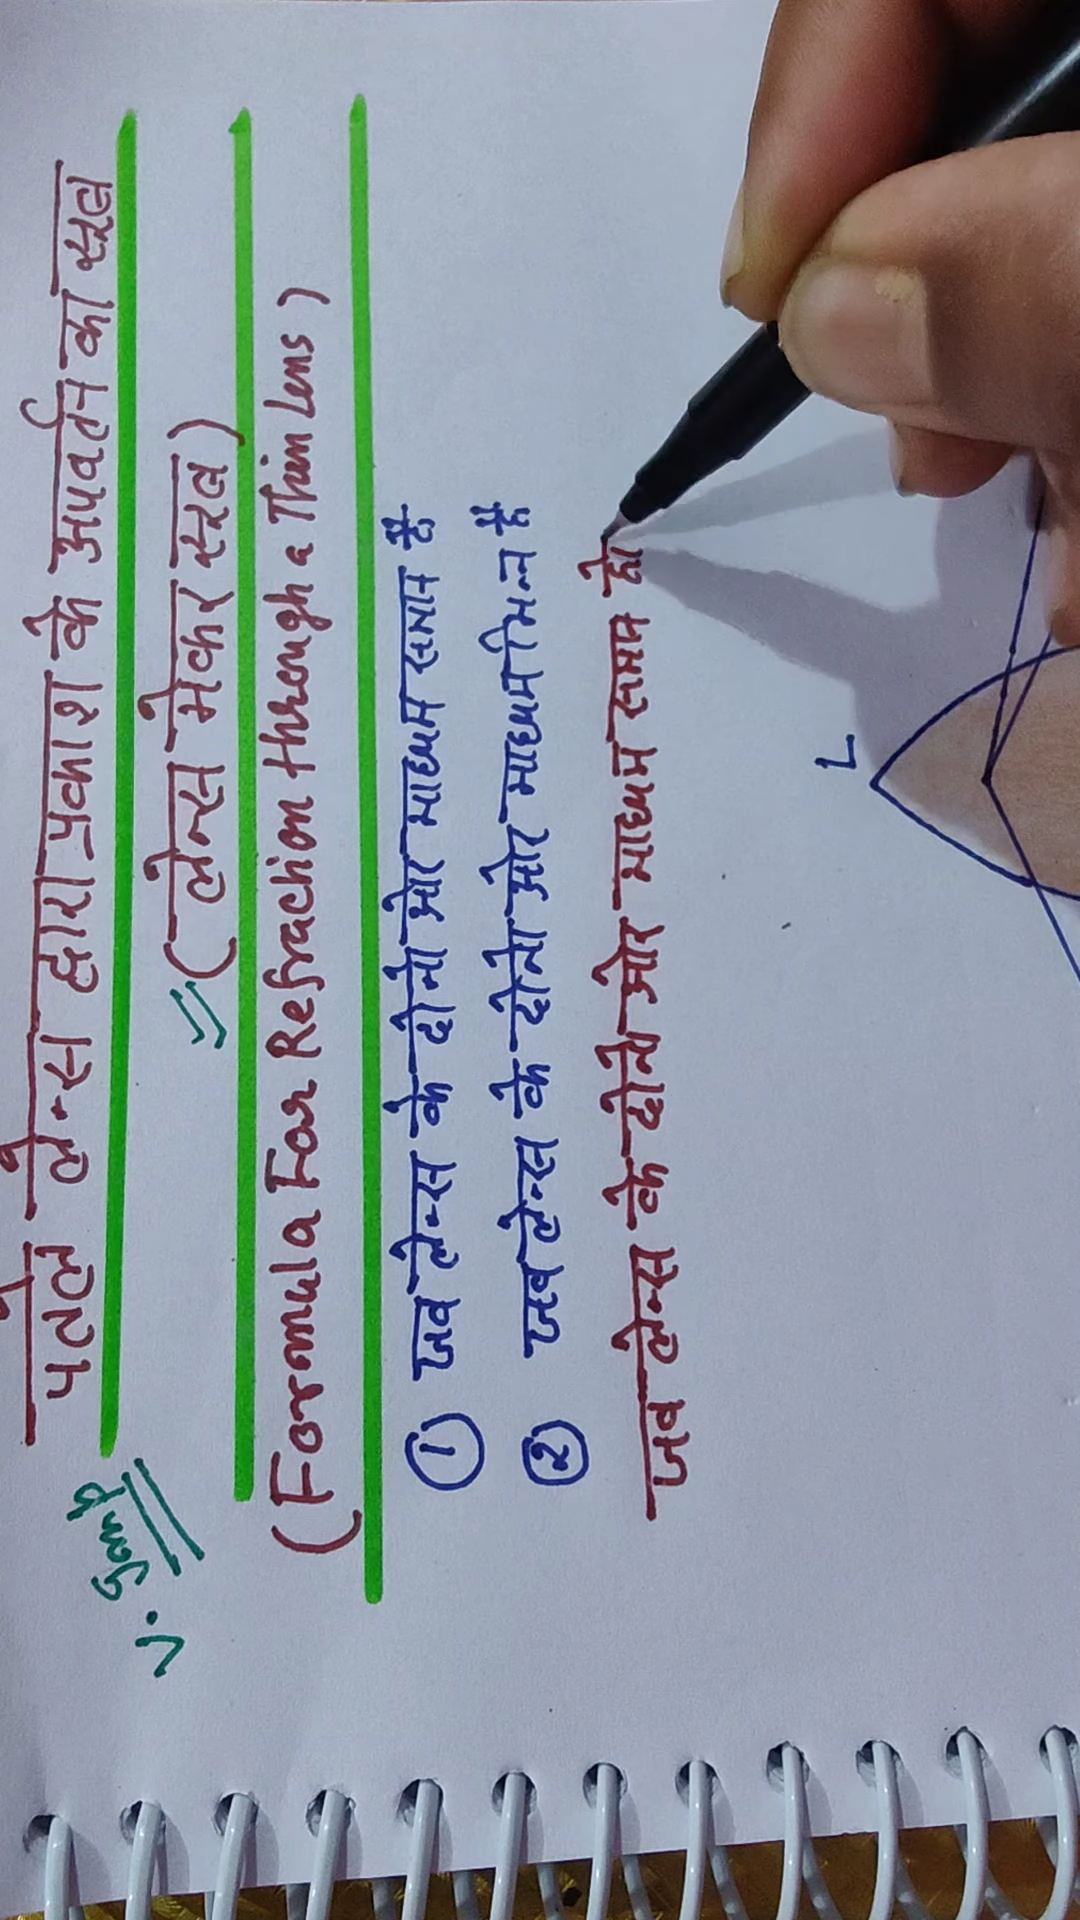 पतले लेन्स द्वारा प्रकाश के अपवर्तन का सूत्र
(लेन्स मेकर सूत्र)
(Formula For Refraction through a Thin Lens)
① जब लेन्स के दोनो ओर माध्यम समान है
② जब लेन्स के दोनो ओर माध्यम भिन्न है
जब लेन्स के दोनो ओर माध्यम समान हो
L